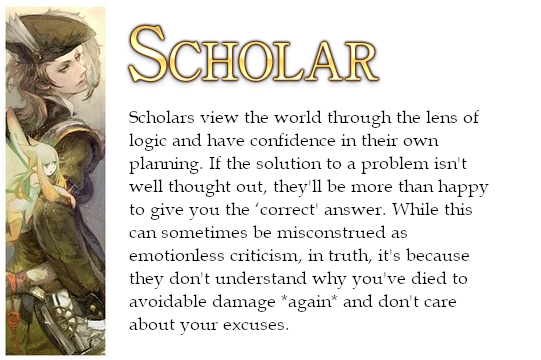 SCHOLAR
Scholars view the world through the lens of
logic and have confidence in their own
planning. If the solution to a problem isn't
well thought out, they'll be more than happy
to give you the ‘correct' answer. While this
can sometimes be misconstrued as
emotionless criticism, in truth, it's because
they don't understand why you've died to
avoidable damage *again* and don't care
about your excuses.